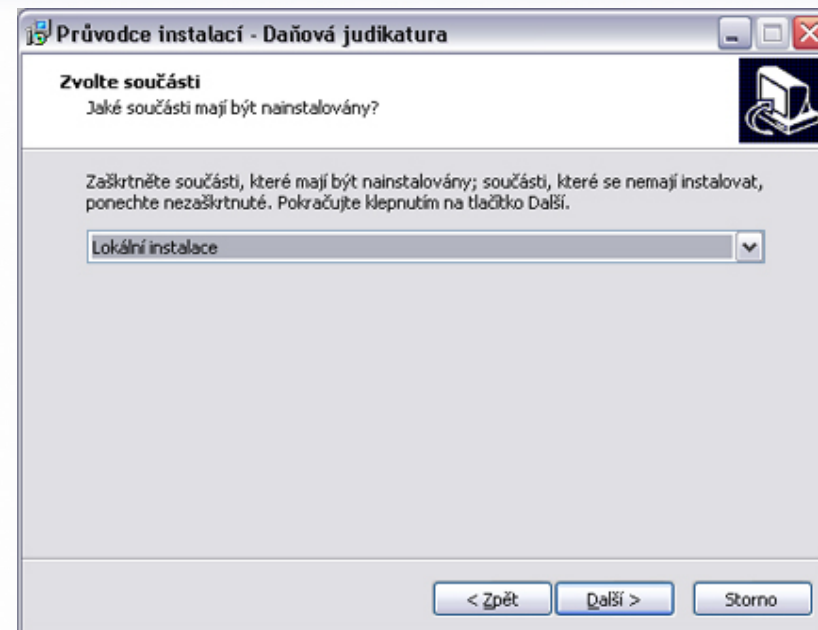 Průvodce instalací - Daňová judikatura
Zvolte součásti
Jaké součásti mají být nainstalovány?
Zaškrtněte součásti, které mají být nainstalovány; součásti, které se nemají instalovat,
ponechte nezaškrtnuté. Pokračujte klepnutím na tlačítko Další.
Lokální instalace
< Zpět
Další >
Storno